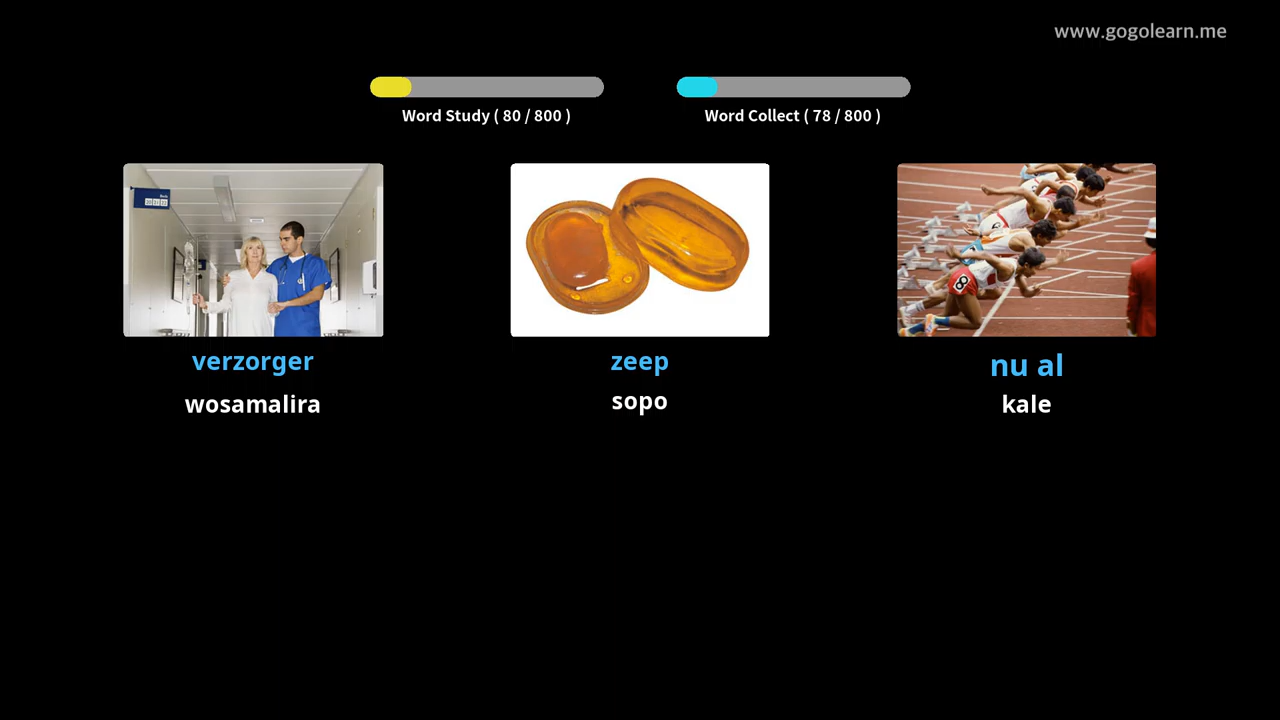 www.gogolearn.me
Word Study ( 80 / 800 )
Word Collect ( 78 / 800 )
verzorger
zeep
nu al
wosamalira
sopo
kale